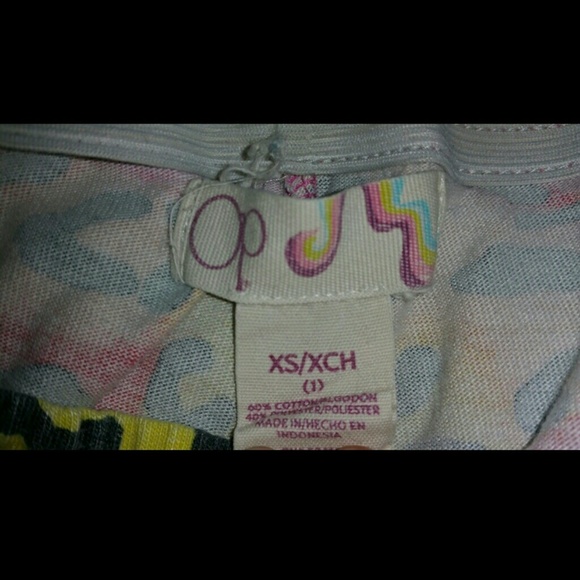 Op
XS/XCH
(1)
60% COTTON/ALGODON
40% POLYESTER/POLIESTER
MADE IN/HECHO EN
INDONESIA